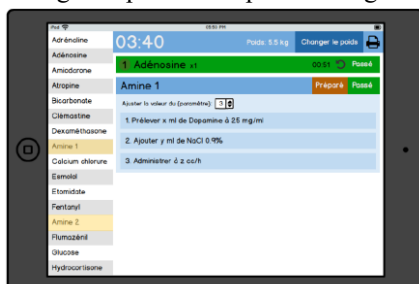 iPad
Adrénaline
Adénosine
Amiodarone
Atropine
Bicarbonate
Clémastine
Dexaméthasone
Amine 1
Calcium chlorure
Esmolol
Etomidate
Fentanyl
Amine 2
Flumazénil
Glucose
Hydrocortisone
03:40 Poids: 5.5 kg Changer le poids
1 Adénosine x1 00:51 Passé
Amine 1 Préparé Passé
Ajuster la valeur du (paramètre): 3
1. Prélever x ml de Dopamine à 25 mg/ml
2. Ajouter y ml de NaCl 0.9%
3. Administrer à z cc/h